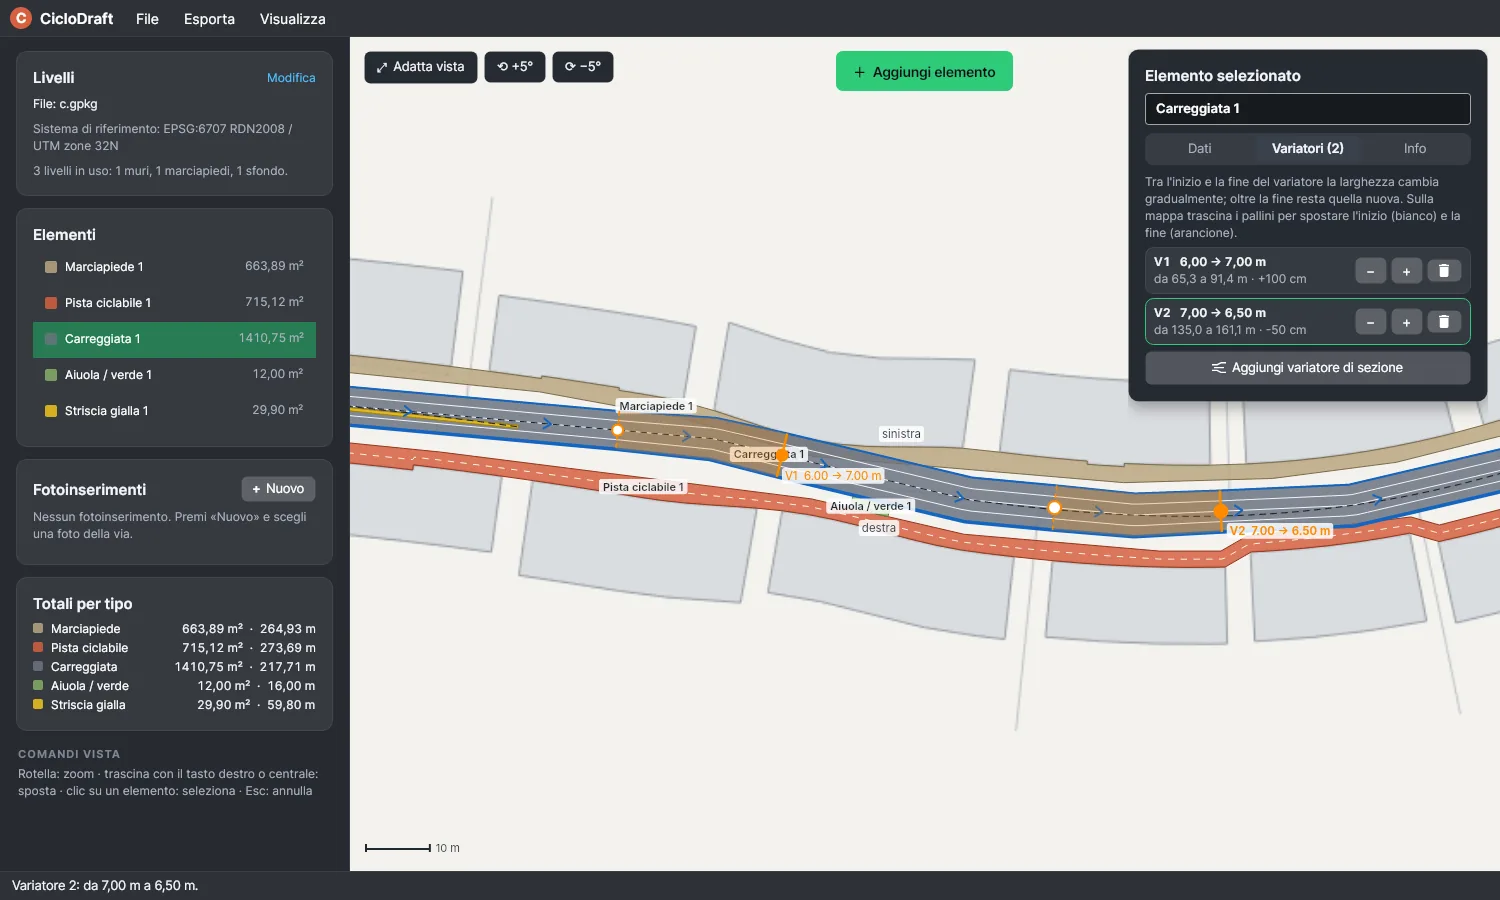 C CicloDraft File Esporta Visualizza
Livelli Modifica
File: c.gpkg
Sistema di riferimento: EPSG:6707 RDN2008 /
UTM zone 32N
3 livelli in uso: 1 muri, 1 marciapiedi, 1 sfondo.
Elementi
Marciapiede 1 663,89 m²
Pista ciclabile 1 715,12 m²
Carreggiata 1 1410,75 m²
Aiuola / verde 1 12,00 m²
Striscia gialla 1 29,90 m²
Fotoinserimenti + Nuovo
Nessun fotoinserimento. Premi «Nuovo» e scegli
una foto della via.
Totali per tipo
Marciapiede 663,89 m² · 264,93 m
Pista ciclabile 715,12 m² · 273,69 m
Carreggiata 1410,75 m² · 217,71 m
Aiuola / verde 12,00 m² · 16,00 m
Striscia gialla 29,90 m² · 59,80 m
COMANDI VISTA
Rotella: zoom · trascina con il tasto destro o centrale:
sposta · clic su un elemento: seleziona · Esc: annulla
Adatta vista
+5°
−5°
+ Aggiungi elemento
Marciapiede 1
sinistra
Carreggiata 1
V1 6.00 → 7.00 m
Pista ciclabile 1
Aiuola / verde 1
destra
V2 7.00 → 6.50 m
10 m
Elemento selezionato
Carreggiata 1
Dati Variatori (2) Info
Tra l'inizio e la fine del variatore la larghezza cambia
gradualmente; oltre la fine resta quella nuova. Sulla
mappa trascina i pallini per spostare l'inizio (bianco) e la
fine (arancione).
V1 6,00 → 7,00 m
da 65,3 a 91,4 m · +100 cm
− +
V2 7,00 → 6,50 m
da 135,0 a 161,1 m · -50 cm
− +
Aggiungi variatore di sezione
Variatore 2: da 7,00 m a 6,50 m.